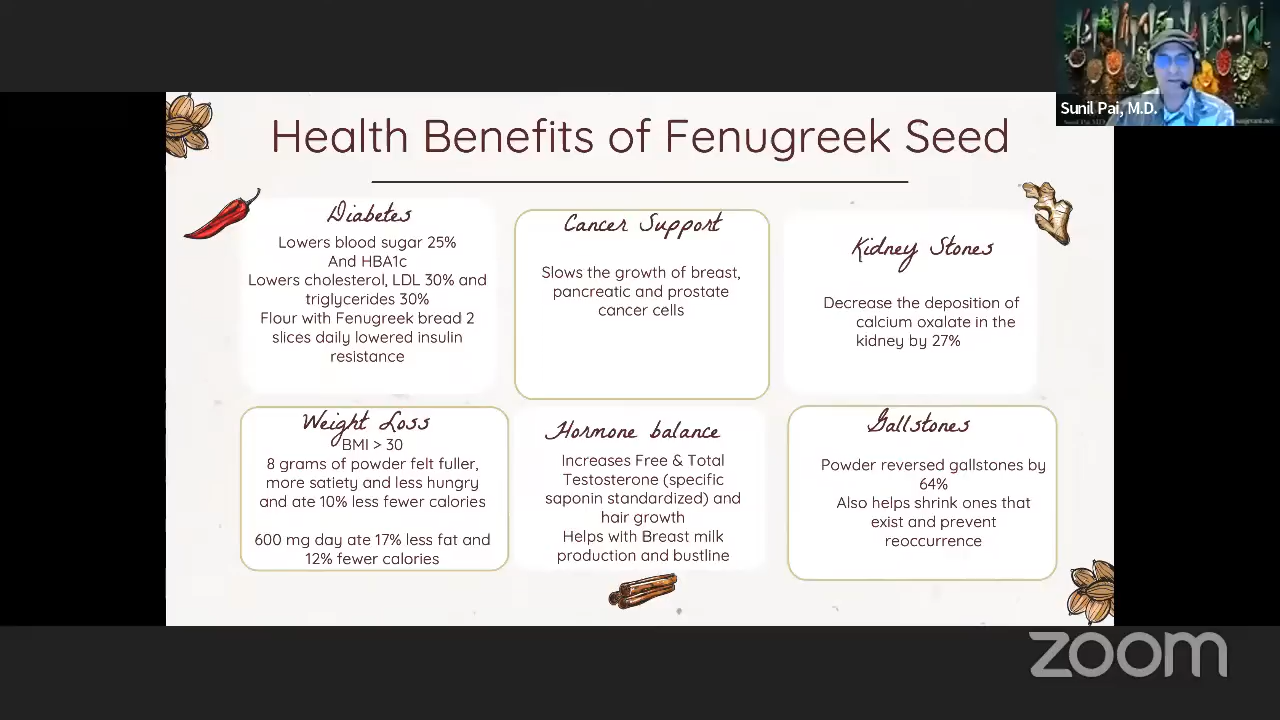 Sunil Pai, M.D.
Health Benefits of Fenugreek Seed
Diabetes
Lowers blood sugar 25%
And HBA1c
Lowers cholesterol, LDL 30% and
triglycerides 30%
Flour with Fenugreek bread 2
slices daily lowered insulin
resistance
Cancer Support
Slows the growth of breast,
pancreatic and prostate
cancer cells
Kidney Stones
Decrease the deposition of
calcium oxalate in the
kidney by 27%
Weight Loss
BMI > 30
8 grams of powder felt fuller,
more satiety and less hungry
and ate 10% less fewer calories
600 mg day ate 17% less fat and
12% fewer calories
Hormone balance
Increases Free & Total
Testosterone (specific
saponin standardized) and
hair growth
Helps with Breast milk
production and bustline
Gallstones
Powder reversed gallstones by
64%
Also helps shrink ones that
exist and prevent
reoccurrence
zoom